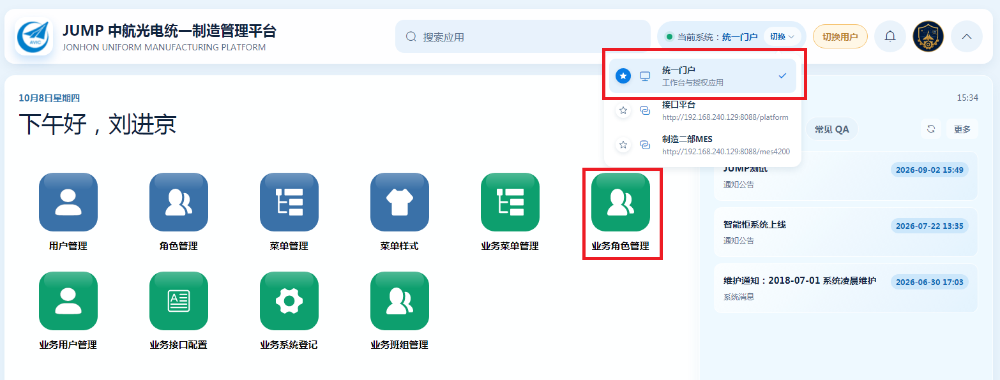 JUMP 中航光电统一制造管理平台
JONHON UNIFORM MANUFACTURING PLATFORM
AVIC
搜索应用
当前系统：统一门户
切换
切换用户
统一门户
工作台与授权应用
接口平台
http://192.168.240.129:8088/platform
制造二部MES
http://192.168.240.129:8088/mes4200
10月8日星期四
下午好，刘进京
15:34
常见 QA
更多
用户管理
角色管理
菜单管理
菜单样式
业务菜单管理
业务角色管理
业务用户管理
业务接口配置
业务系统登记
业务班组管理
JUMP测试
2026-09-02 15:49
通知公告
智能柜系统上线
2026-07-22 13:35
通知公告
维护通知：2018-07-01 系统凌晨维护
2026-06-30 17:03
系统消息